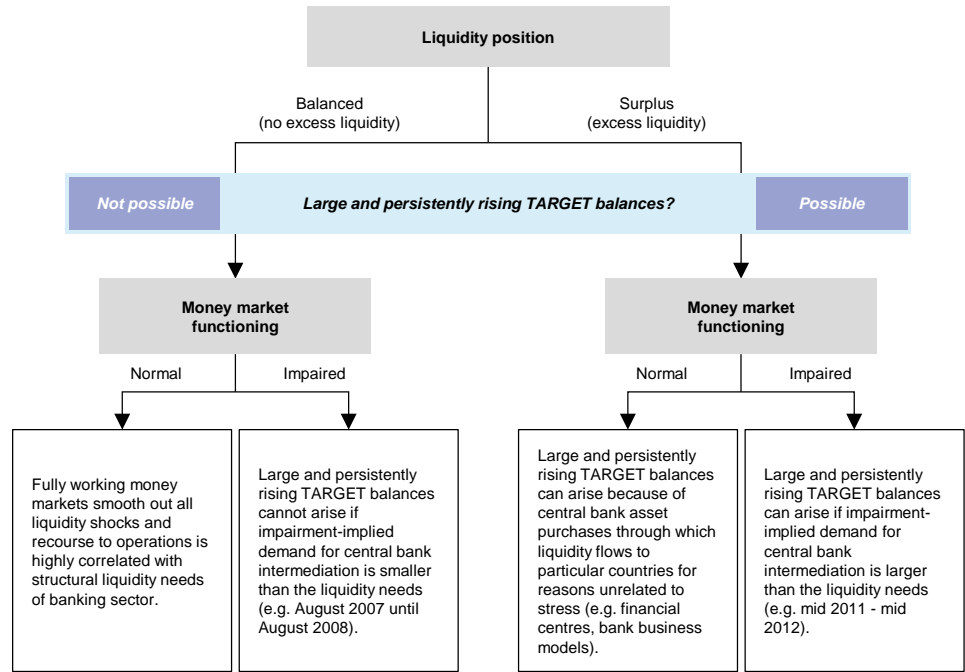 Liquidity position
Balanced
(no excess liquidity)
Surplus
(excess liquidity)
Not possible
Large and persistently rising TARGET balances?
Possible
Money market
functioning
Money market
functioning
Normal
Impaired
Normal
Impaired
Fully working money
markets smooth out all
liquidity shocks and
recourse to operations is
highly correlated with
structural liquidity needs
of banking sector.
Large and persistently
rising TARGET balances
cannot arise if
impairment-implied
demand for central bank
intermediation is smaller
than the liquidity needs
(e.g. August 2007 until
August 2008).
Large and persistently
rising TARGET balances
can arise because of
central bank asset
purchases through which
liquidity flows to
particular countries for
reasons unrelated to
stress (e.g. financial
centres, bank business
models).
Large and persistently
rising TARGET balances
can arise if impairment-
implied demand for
central bank
intermediation is larger
than the liquidity needs
(e.g. mid 2011 - mid
2012).